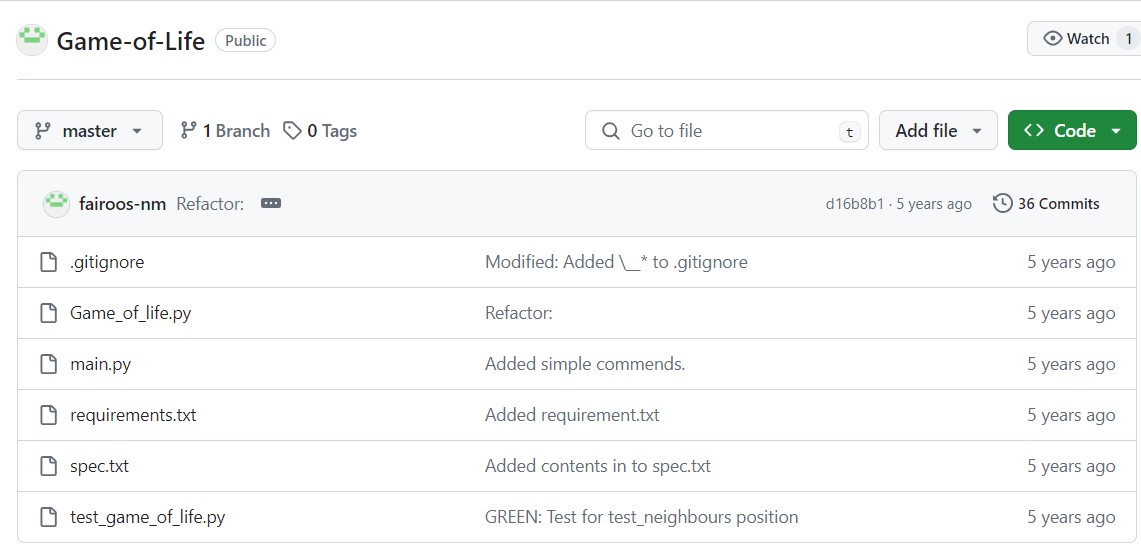 Game-of-Life Public Watch 1
master 1 Branch 0 Tags Go to file t Add file Code
fairoos-nm Refactor: ... d16b8b1 · 5 years ago 36 Commits
.gitignore Modified: Added \__* to .gitignore 5 years ago
Game_of_life.py Refactor: 5 years ago
main.py Added simple commends. 5 years ago
requirements.txt Added requirement.txt 5 years ago
spec.txt Added contents in to spec.txt 5 years ago
test_game_of_life.py GREEN: Test for test_neighbours position 5 years ago